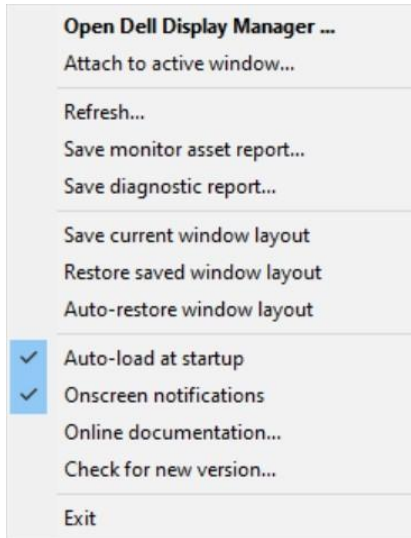 Open Dell Display Manager ...
Attach to active window...
Refresh...
Save monitor asset report...
Save diagnostic report...
Save current window layout
Restore saved window layout
Auto-restore window layout
Auto-load at startup
Onscreen notifications
Online documentation...
Check for new version...
Exit